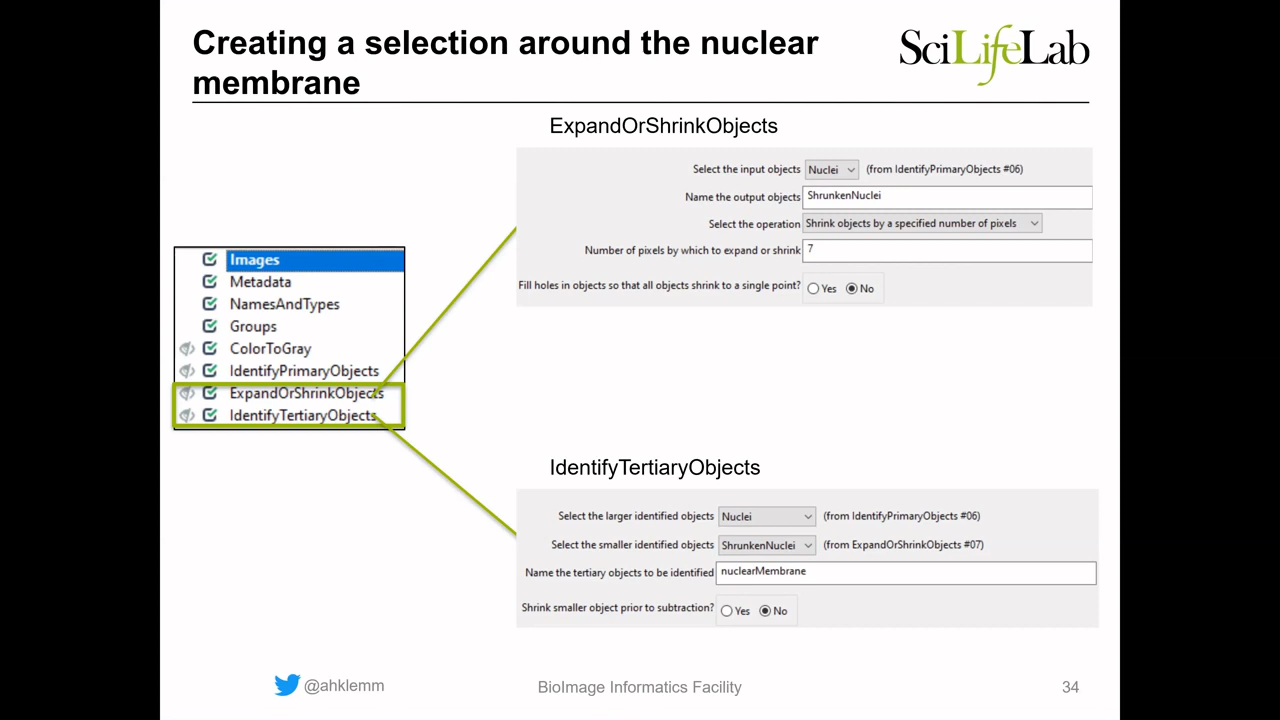 Creating a selection around the nuclear
membrane
SciLifeLab
ExpandOrShrinkObjects
Select the input objects Nuclei (from IdentifyPrimaryObjects #06)
Name the output objects ShrunkenNuclei
Select the operation Shrink objects by a specified number of pixels
Number of pixels by which to expand or shrink 7
Fill holes in objects so that all objects shrink to a single point? Yes No
Images
Metadata
NamesAndTypes
Groups
ColorToGray
IdentifyPrimaryObjects
ExpandOrShrinkObjects
IdentifyTertiaryObjects
IdentifyTertiaryObjects
Select the larger identified objects Nuclei (from IdentifyPrimaryObjects #06)
Select the smaller identified objects ShrunkenNuclei (from ExpandOrShrinkObjects #07)
Name the tertiary objects to be identified nuclearMembrane
Shrink smaller object prior to subtraction? Yes No
@ahklemm
BioImage Informatics Facility
34